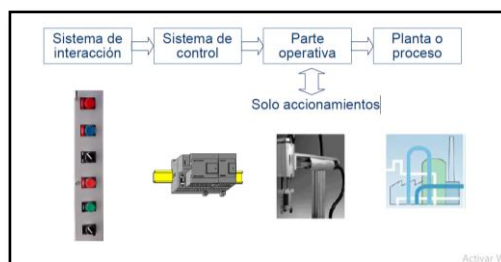 Sistema de interacción
Sistema de control
Parte operativa
Planta o proceso
Solo accionamientos
Activar V